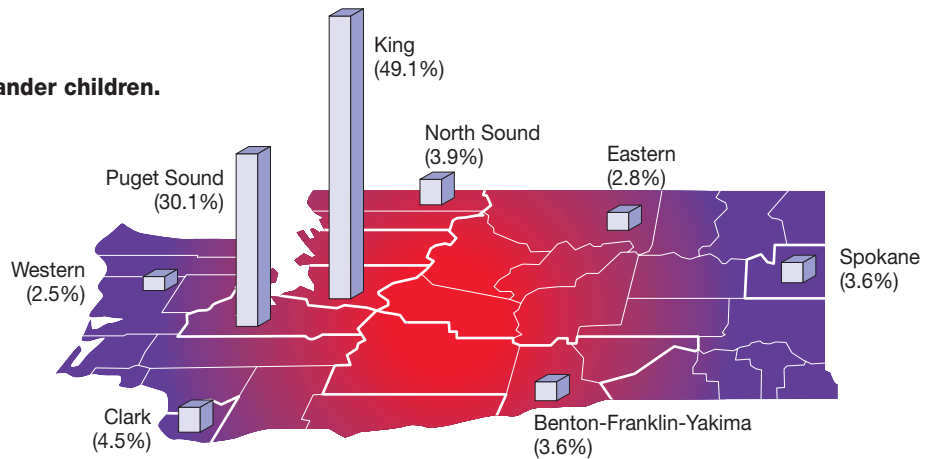 ander children.
King
(49.1%)
North Sound
(3.9%)
Eastern
(2.8%)
Puget Sound
(30.1%)
Western
(2.5%)
Spokane
(3.6%)
Clark
(4.5%)
Benton-Franklin-Yakima
(3.6%)